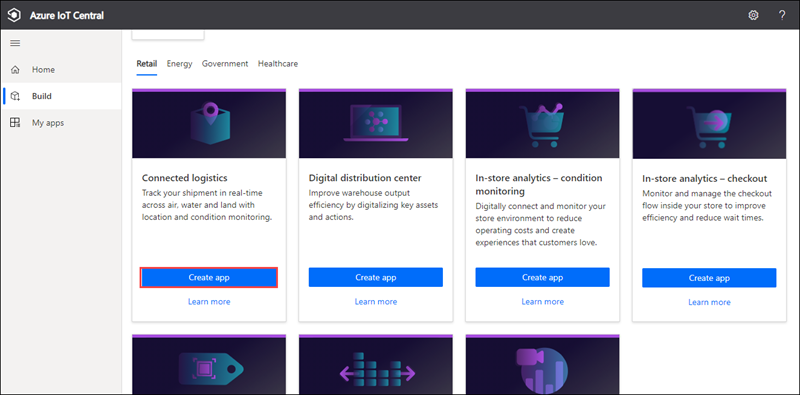 Azure IoT Central
?
Home
Build
My apps
Retail Energy Government Healthcare
Connected logistics
Track your shipment in real-time
across air, water and land with
location and condition monitoring.
Create app
Learn more
Digital distribution center
Improve warehouse output
efficiency by digitalizing key assets
and actions.
Create app
Learn more
In-store analytics – condition
monitoring
Digitally connect and monitor your
store environment to reduce
operating costs and create
experiences that customers love.
Create app
Learn more
In-store analytics – checkout
Monitor and manage the checkout
flow inside your store to improve
efficiency and reduce wait times.
Create app
Learn more